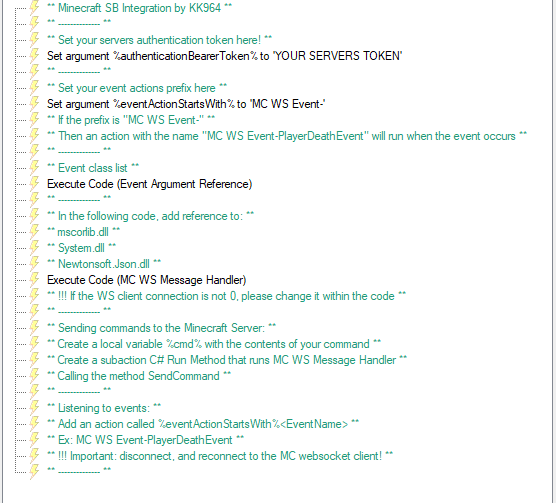 ** Minecraft SB Integration by KK964 **
** -------------- **
** Set your servers authentication token here! **
Set argument %authenticationBearerToken% to 'YOUR SERVERS TOKEN'
** -------------- **
** Set your event actions prefix here **
Set argument %eventActionStartsWith% to 'MC WS Event-'
** If the prefix is "MC WS Event-" **
** Then an action with the name "MC WS Event-PlayerDeathEvent" will run when the event occurs **
** -------------- **
** Event class list **
Execute Code (Event Argument Reference)
** -------------- **
** In the following code, add reference to: **
** mscorlib.dll **
** System.dll **
** Newtonsoft.Json.dll **
Execute Code (MC WS Message Handler)
** !!! If the WS client connection is not 0, please change it within the code **
** -------------- **
** Sending commands to the Minecraft Server: **
** Create a local variable %cmd% with the contents of your command **
** Create a subaction C# Run Method that runs MC WS Message Handler **
** Calling the method SendCommand **
** -------------- **
** Listening to events: **
** Add an action called %eventActionStartsWith%<EventName> **
** Ex: MC WS Event-PlayerDeathEvent **
** !!! Important: disconnect, and reconnect to the MC websocket client! **
** -------------- **